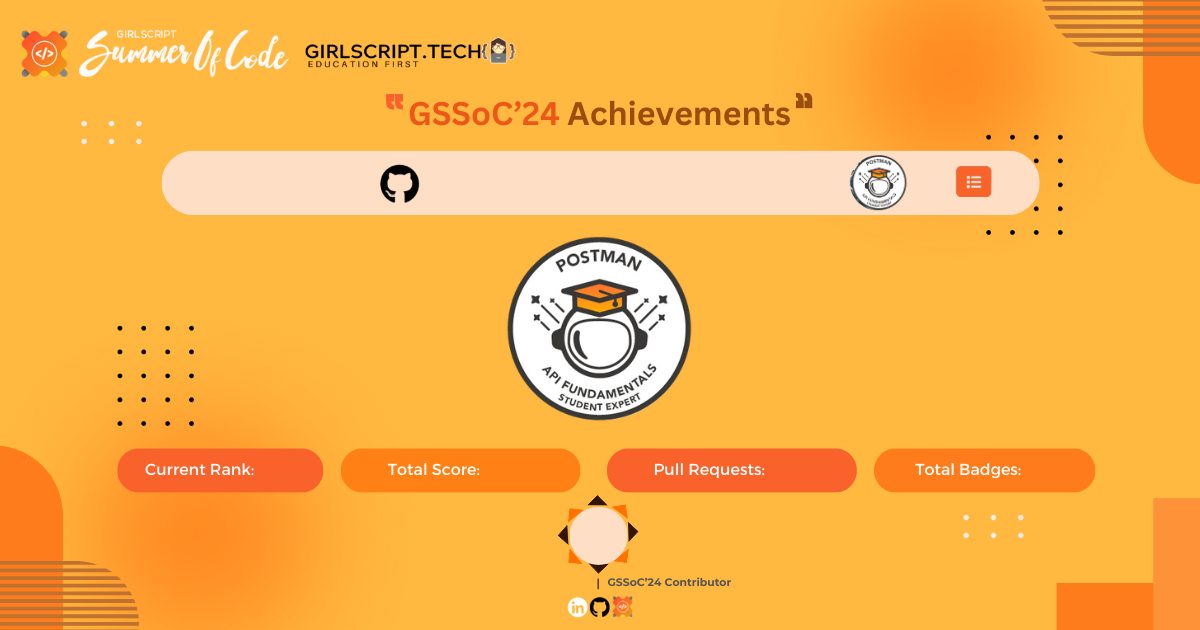 GIRLSCRIPT
Summer Of Code
GIRLSCRIPT.TECH
EDUCATION FIRST
"GSSoC’24 Achievements"
POSTMAN
API FUNDAMENTALS
STUDENT EXPERT
POSTMAN
API FUNDAMENTALS
STUDENT EXPERT
Current Rank:
Total Score:
Pull Requests:
Total Badges:
| GSSoC’24 Contributor
in